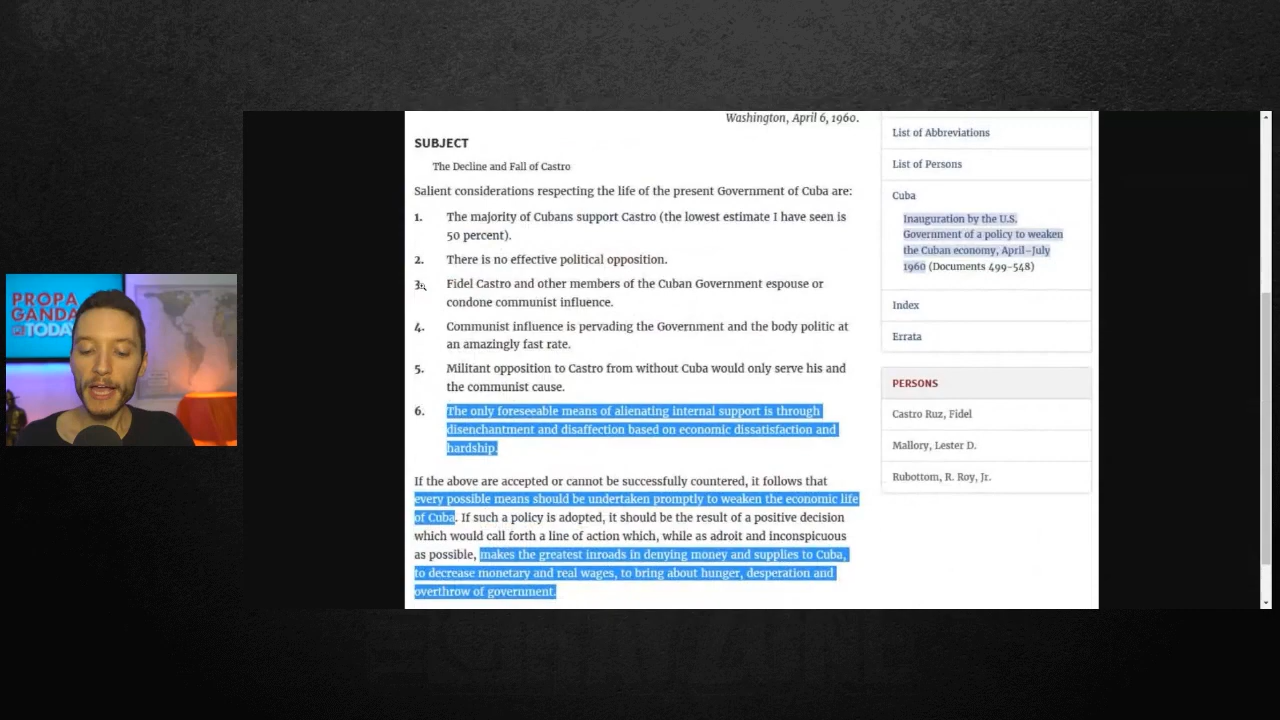 Washington, April 6, 1960.
SUBJECT
The Decline and Fall of Castro
Salient considerations respecting the life of the present Government of Cuba are:
1. The majority of Cubans support Castro (the lowest estimate I have seen is
50 percent).
2. There is no effective political opposition.
3. Fidel Castro and other members of the Cuban Government espouse or
condone communist influence.
4. Communist influence is pervading the Government and the body politic at
an amazingly fast rate.
5. Militant opposition to Castro from without Cuba would only serve his and
the communist cause.
6. The only foreseeable means of alienating internal support is through
disenchantment and disaffection based on economic dissatisfaction and
hardship.
If the above are accepted or cannot be successfully countered, it follows that
every possible means should be undertaken promptly to weaken the economic life
of Cuba. If such a policy is adopted, it should be the result of a positive decision
which would call forth a line of action which, while as adroit and inconspicuous
as possible, makes the greatest inroads in denying money and supplies to Cuba,
to decrease monetary and real wages, to bring about hunger, desperation and
overthrow of government.
List of Abbreviations
List of Persons
Cuba
Inauguration by the U.S.
Government of a policy to weaken
the Cuban economy, April–July
1960 (Documents 499–548)
Index
Errata
PERSONS
Castro Ruz, Fidel
Mallory, Lester D.
Rubottom, R. Roy, Jr.
PROPA
GANDA
TODAY